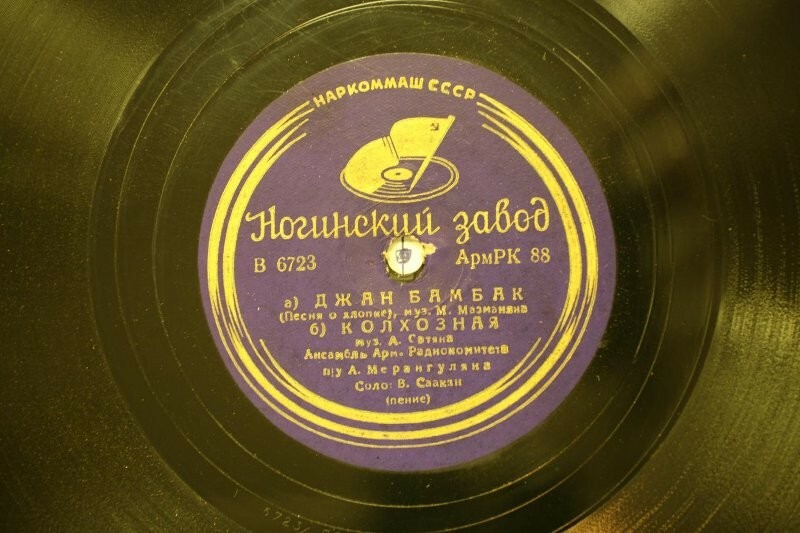 НАРКОММАШ СССР
Ногинский завод
В 6723 АрмРК 88
а) ДЖАН БАМБАК
(Песня о хлопке), муз. М. Мазманяна
б) КОЛХОЗНАЯ
муз. А. Сатяна
Ансамбль Арм. Радиокомитета
п/у А. Мерангуляна
Соло: В. Саакян
(пение)